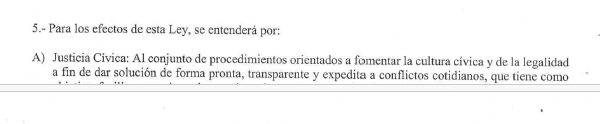 5.- Para los efectos de esta Ley, se entenderá por:
A) Justicia Cívica: Al conjunto de procedimientos orientados a fomentar la cultura cívica y de la legalidad
a fin de dar solución de forma pronta, transparente y expedita a conflictos cotidianos, que tiene como